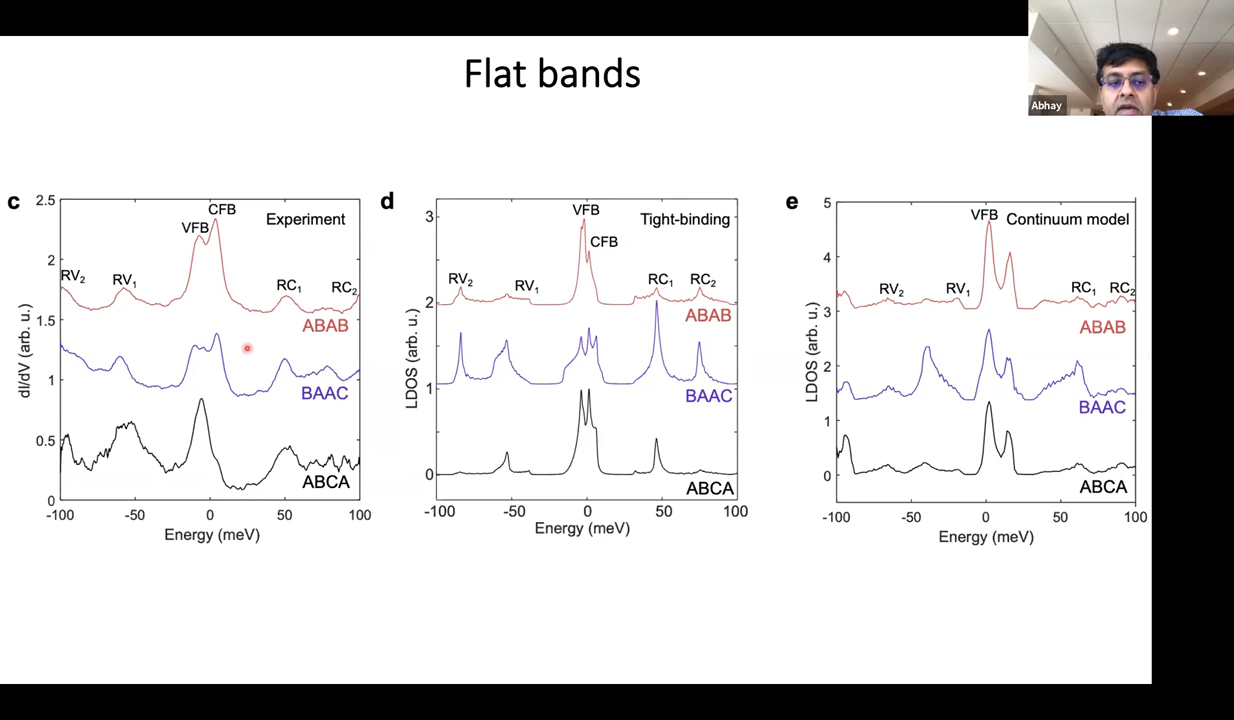 Flat bands
Abhay
c
Experiment
CFB
VFB
RV2
RV1
RC1
RC2
ABAB
BAAC
ABCA
2.5
2
1.5
1
0.5
0
dI/dV (arb. u.)
-100
-50
0
50
100
Energy (meV)
d
Tight-binding
VFB
CFB
RV2
RV1
RC1
RC2
ABAB
BAAC
ABCA
3
2
1
0
LDOS (arb. u.)
-100
-50
0
50
100
Energy (meV)
e
Continuum model
VFB
RV2
RV1
RC1
RC2
ABAB
BAAC
ABCA
5
4
3
2
1
0
LDOS (arb. u.)
-100
-50
0
50
100
Energy (meV)